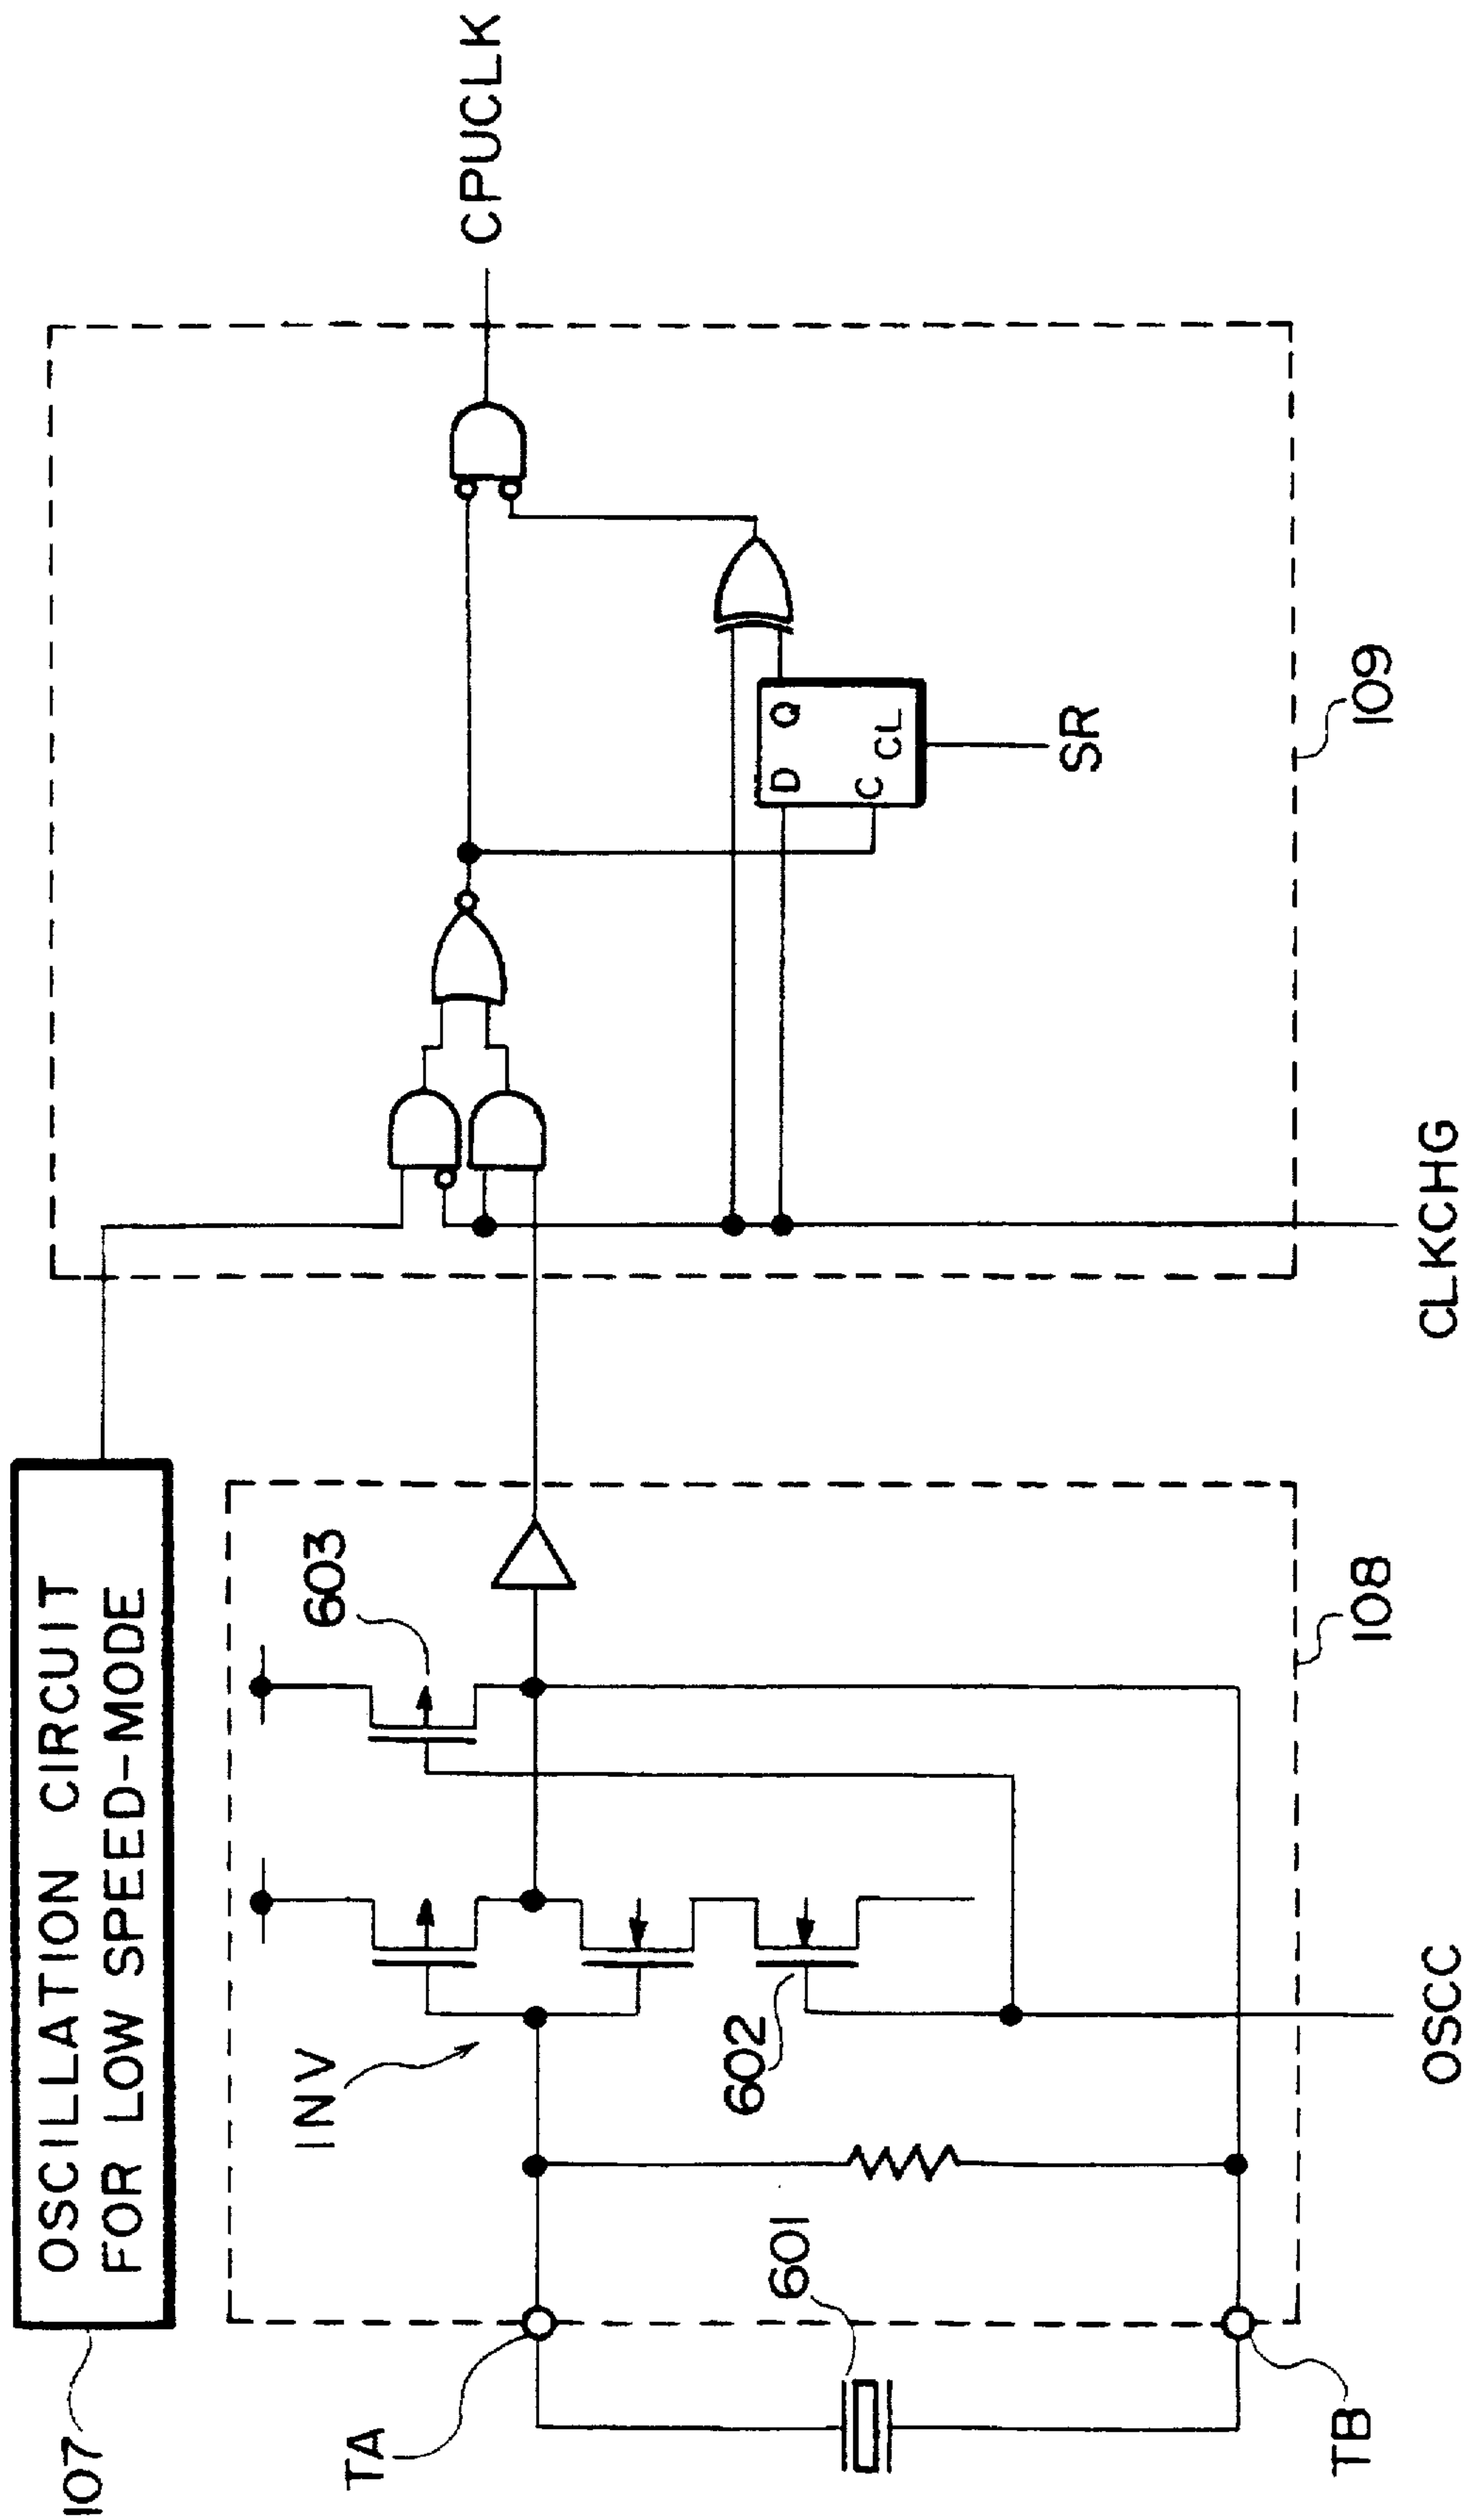 107
OSCILLATION CIRCUIT
FOR LOW SPEED-MODE
TA
INV
603
CPUCLK
601
602
D Q
C CL
SR
TB
108
109
OSCC
CLKCHG